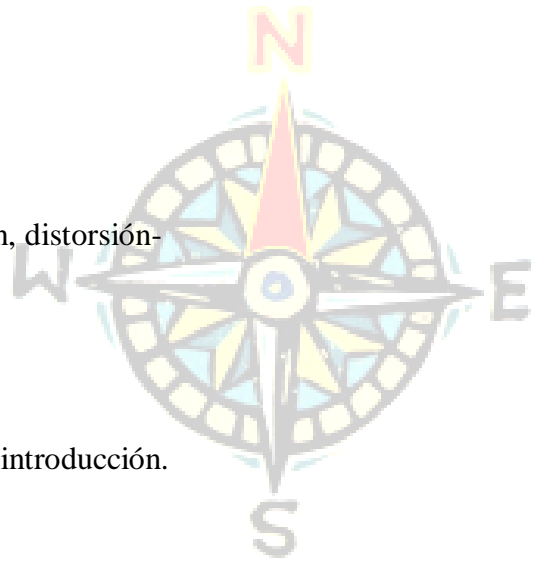 N
n, distorsión-
W
E
introducción.
S